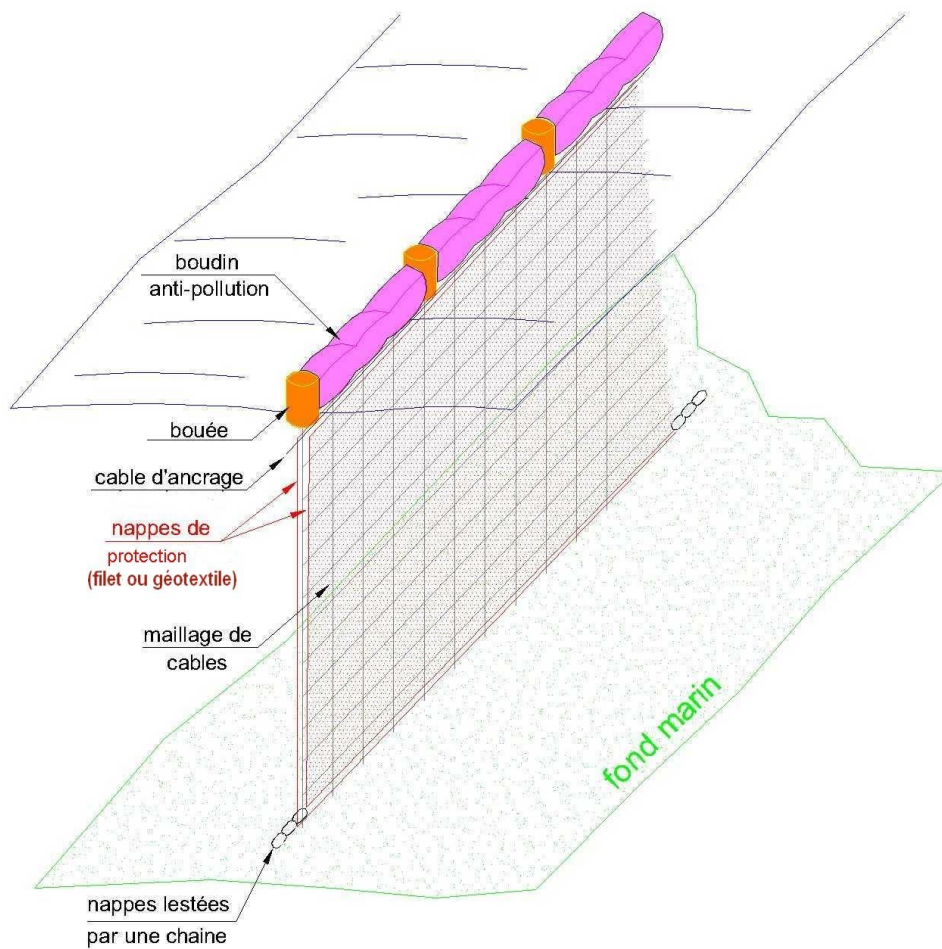 boudin
anti-pollution
bouée
cable d'ancrage
nappes de
protection
(filet ou géotextile)
maillage de
cables
fond marin
nappes lestées
par une chaine